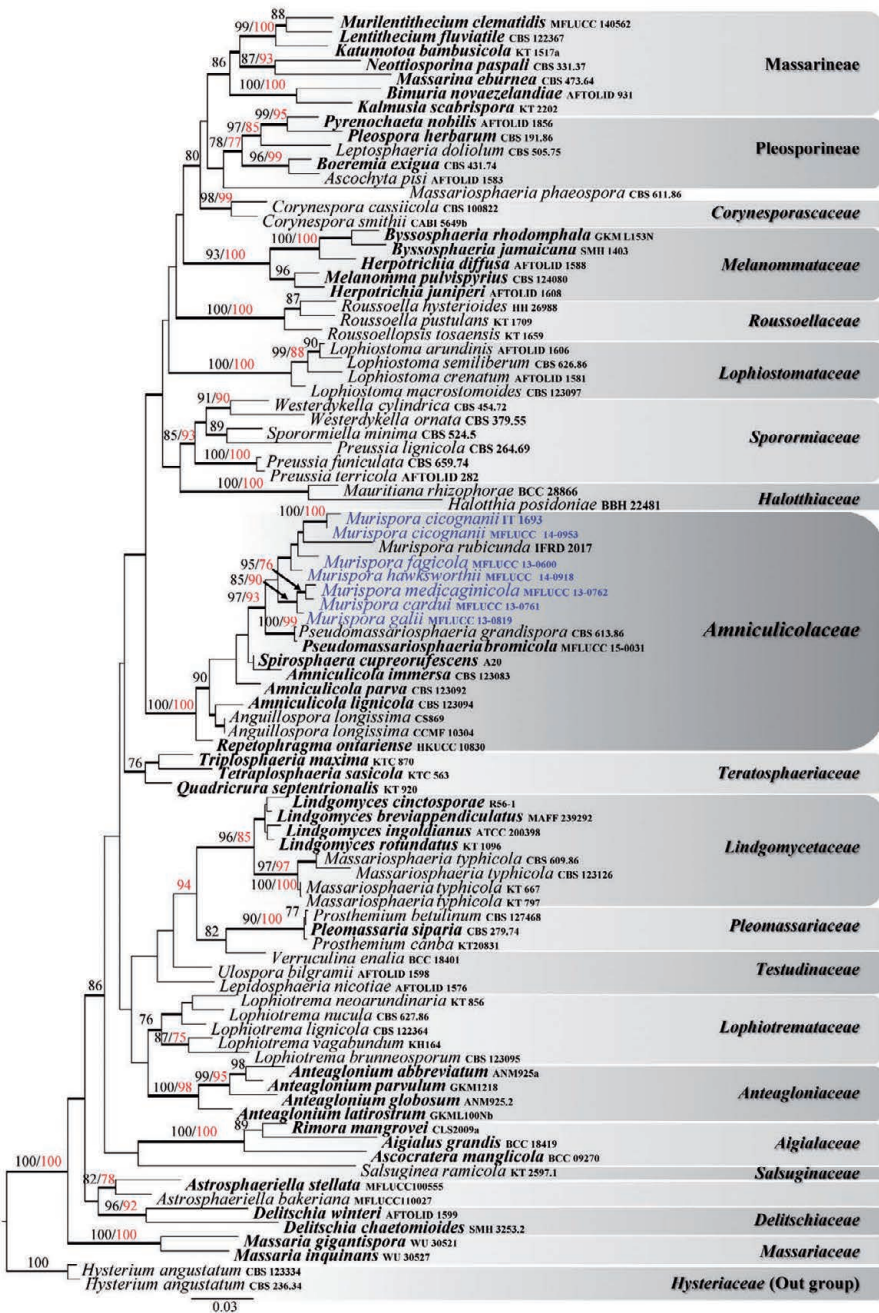 88
99/100
Murilentithecium clematidis MFLUCC 140562
Lentithecium fluviatile CBS 122367
Katumotoa bambusicola KT 1517a
86
87/93
Neottiosporina paspali CBS 331.37
Massarineae
Massarina eburnea CBS 473.64
100/100
Bimuria novaezelandiae AFTOLID 931
Kalmusia scabrispora KT 2202
99/95
Pyrenochaeta nobilis AFTOLID 1856
97/85
Pleospora herbarum CBS 191.86
78/77
Leptosphaeria doliolum CBS 505.75
Pleosporineae
96/99
Boeremia exigua CBS 431.74
80
Ascochyta pisi AFTOLID 1583
Massariosphaeria phaeospora CBS 611.86
98/99
Corynespora cassiicola CBS 100822
Corynesporascaceae
Corynespora smithii CABI 5649b
100/100
Byssosphaeria rhodomphala GKM L153N
93/100
Byssosphaeria jamaicana SMH 1403
Herpotrichia diffusa AFTOLID 1588
Melanommataceae
96
Melanomma pulvispyrius CBS 124080
Herpotrichia juniperi AFTOLID 1608
87
100/100
Roussoella hysterioides HH 26988
Roussoella pustulans KT 1709
Roussoellaceae
Roussoellopsis tosaensis KT 1659
90
99/88
Lophiostoma arundinis AFTOLID 1606
100/100
Lophiostoma semiliberum CBS 626.86
Lophiostoma crenatum AFTOLID 1581
Lophiostomataceae
Lophiostoma macrostomoides CBS 123097
91/90
Westerdykella cylindrica CBS 454.72
Westerdykella ornata CBS 379.55
85/93
89
Sporormiella minima CBS 524.5
Sporormiaceae
Preussia lignicola CBS 264.69
100/100
Preussia funiculata CBS 659.74
Preussia terricola AFTOLID 282
100/100
Mauritiana rhizophorae BCC 28866
Halotthiaceae
Halotthia posidoniae BBH 22481
100/100
Murispora cicognanii IT 1693
Murispora cicognanii MFLUCC 14-0953
Murispora rubicunda IFRD 2017
95/76
Murispora fagicola MFLUCC 13-0600
85/90
Murispora hawksworthii MFLUCC 14-0918
97/93
Murispora medicaginicola MFLUCC 13-0762
Murispora cardui MFLUCC 13-0761
Murispora galii MFLUCC 13-0819
Amniculicolaceae
100/99
Pseudomassariosphaeria grandispora CBS 613.86
Pseudomassariosphaeria bromicola MFLUCC 15-0031
Spirosphaera cupreorufescens A20
90
Amniculicola immersa CBS 123083
Amniculicola parva CBS 123092
100/100
Amniculicola lignicola CBS 123094
Anguillospora longissima CS869
Anguillospora longissima CCMF 10304
Repetophragma ontariense HKUCC 10830
76
Triplosphaeria maxima KTC 870
Tetraplosphaeria sasicola KTC 563
Teratosphaeriaceae
Quadricrura septentrionalis KT 920
Lindgomyces cinctosporae R56-1
Lindgomyces breviappendiculatus MAFF 239292
96/85
Lindgomyces ingoldianus ATCC 200398
Lindgomyces rotundatus KT 1096
Lindgomycetaceae
97/97
Massariosphaeria typhicola CBS 609.86
Massariosphaeria typhicola CBS 123126
94
100/100
Massariosphaeria typhicola KT 667
Massariosphaeria typhicola KT 797
90/100
77
Prosthemium betulinum CBS 127468
82
Pleomassaria siparia CBS 279.74
Pleomassariaceae
Prosthemium canba KT20831
Verruculina enalia BCC 18401
Ulospora bilgramii AFTOLID 1598
Testudinaceae
86
Lepidosphaeria nicotiae AFTOLID 1576
Lophiotrema neoarundinaria KT 856
76
Lophiotrema nucula CBS 627.86
Lophiotrema lignicola CBS 122364
Lophiotremataceae
87/75
Lophiotrema vagabundum KH164
Lophiotrema brunneosporum CBS 123095
98
99/95
Anteaglonium abbreviatum ANM925a
100/98
Anteaglonium parvulum GKM1218
Anteagloniaceae
Anteaglonium globosum ANM925.2
Anteaglonium latirostrum GKML100Nb
89
100/100
Rimora mangrovei CLS2009a
Aigialus grandis BCC 18419
Aigialaceae
Ascocratera manglicola BCC 09270
100/100
Salsuginea ramicola KT 2597.1
Salsuginaceae
82/78
Astrosphaeriella stellata MFLUCC100555
Astrosphaeriella bakeriana MFLUCC110027
96/92
Delitschia winteri AFTOLID 1599
Delitschiaceae
Delitschia chaetomioides SMH 3253.2
100/100
Massaria gigantispora WU 30521
Massariaceae
Massaria inquinans WU 30527
100
Hysterium angustatum CBS 123334
Hysterium angustatum CBS 236.34
Hysteriaceae (Out group)
0.03